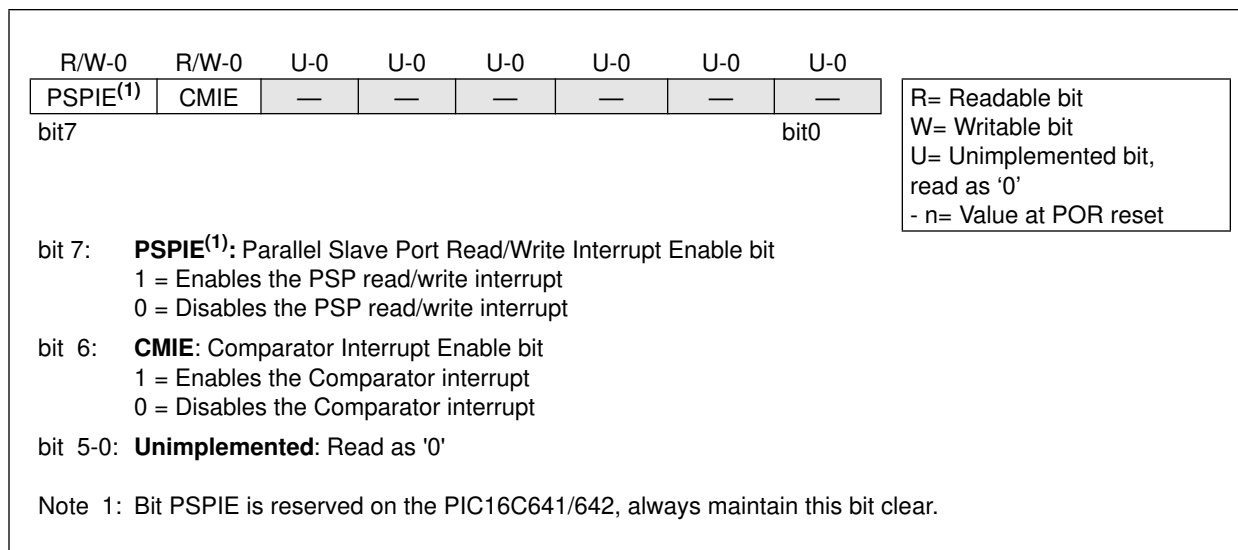 R/W-0 R/W-0 U-0 U-0 U-0 U-0 U-0 U-0
PSPIE(1) CMIE — — — — — —
bit7 bit0
R= Readable bit
W= Writable bit
U= Unimplemented bit,
read as ‘0’
- n= Value at POR reset
bit 7: PSPIE(1): Parallel Slave Port Read/Write Interrupt Enable bit
1 = Enables the PSP read/write interrupt
0 = Disables the PSP read/write interrupt
bit 6: CMIE: Comparator Interrupt Enable bit
1 = Enables the Comparator interrupt
0 = Disables the Comparator interrupt
bit 5-0: Unimplemented: Read as '0'
Note 1: Bit PSPIE is reserved on the PIC16C641/642, always maintain this bit clear.